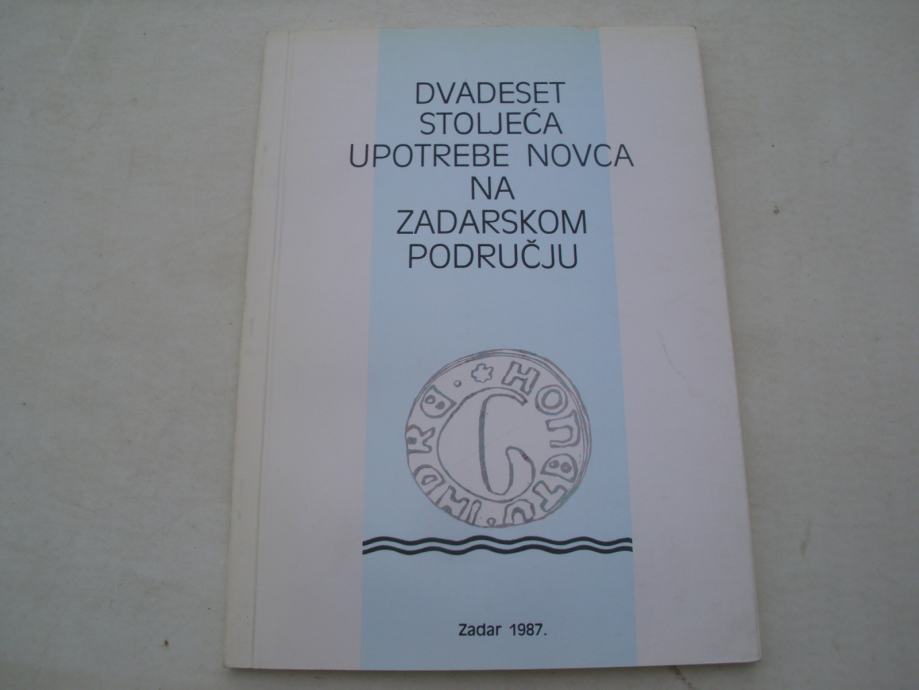 DVADESET
STOLJEĆA
UPOTREBE NOVCA
NA
ZADARSKOM
PODRUČJU
Zadar 1987.